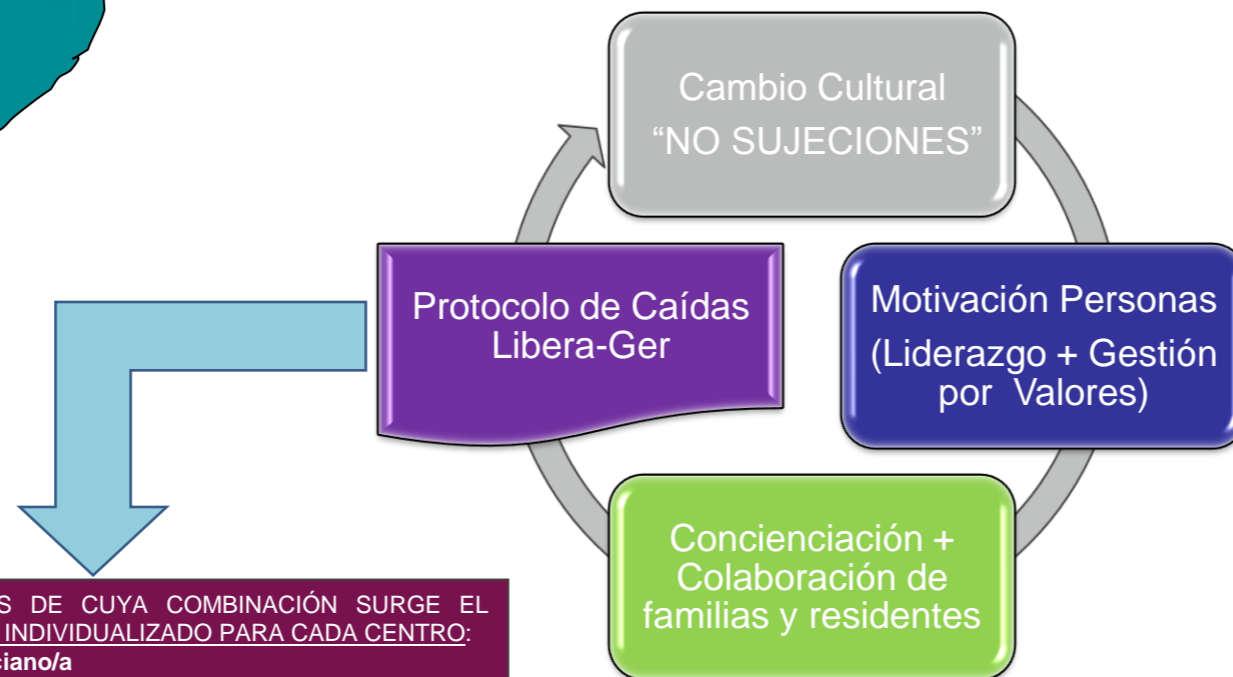 Cambio Cultural
“NO SUJECIONES”
Protocolo de Caídas
Libera-Ger
Motivación Personas
(Liderazgo + Gestión
por Valores)
Concienciación +
Colaboración de
familias y residentes
DE CUYA COMBINACIÓN SURGE EL
INDIVIDUALIZADO PARA CADA CENTRO: